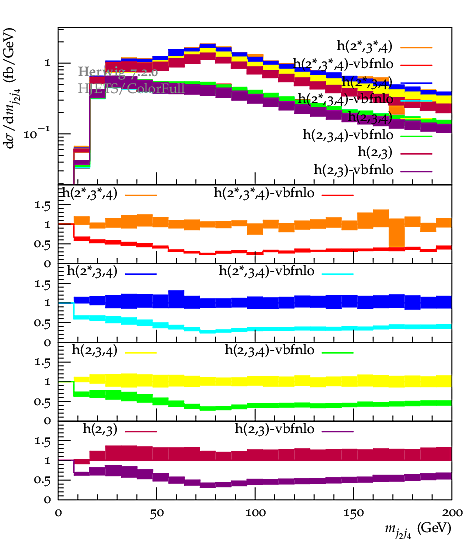 dσ/dm_{j2j4} (fb/GeV)
1
10^{-1}
Herwig 7.2.0
h(2*,3*,4)
h(2*,3*,4)-vbfnlo
h(2*,3,4)
h(2*,3,4)-vbfnlo
h(2,3,4)
h(2,3,4)-vbfnlo
h(2,3)
h(2,3)-vbfnlo
h(2*,3*,4) h(2*,3*,4)-vbfnlo
1.5
1
0.5
0
h(2*,3,4) h(2*,3,4)-vbfnlo
1.5
1
0.5
0
h(2,3,4) h(2,3,4)-vbfnlo
1.5
1
0.5
0
h(2,3) h(2,3)-vbfnlo
1.5
1
0.5
0
0 50 100 150 200
m_{j2j4} (GeV)